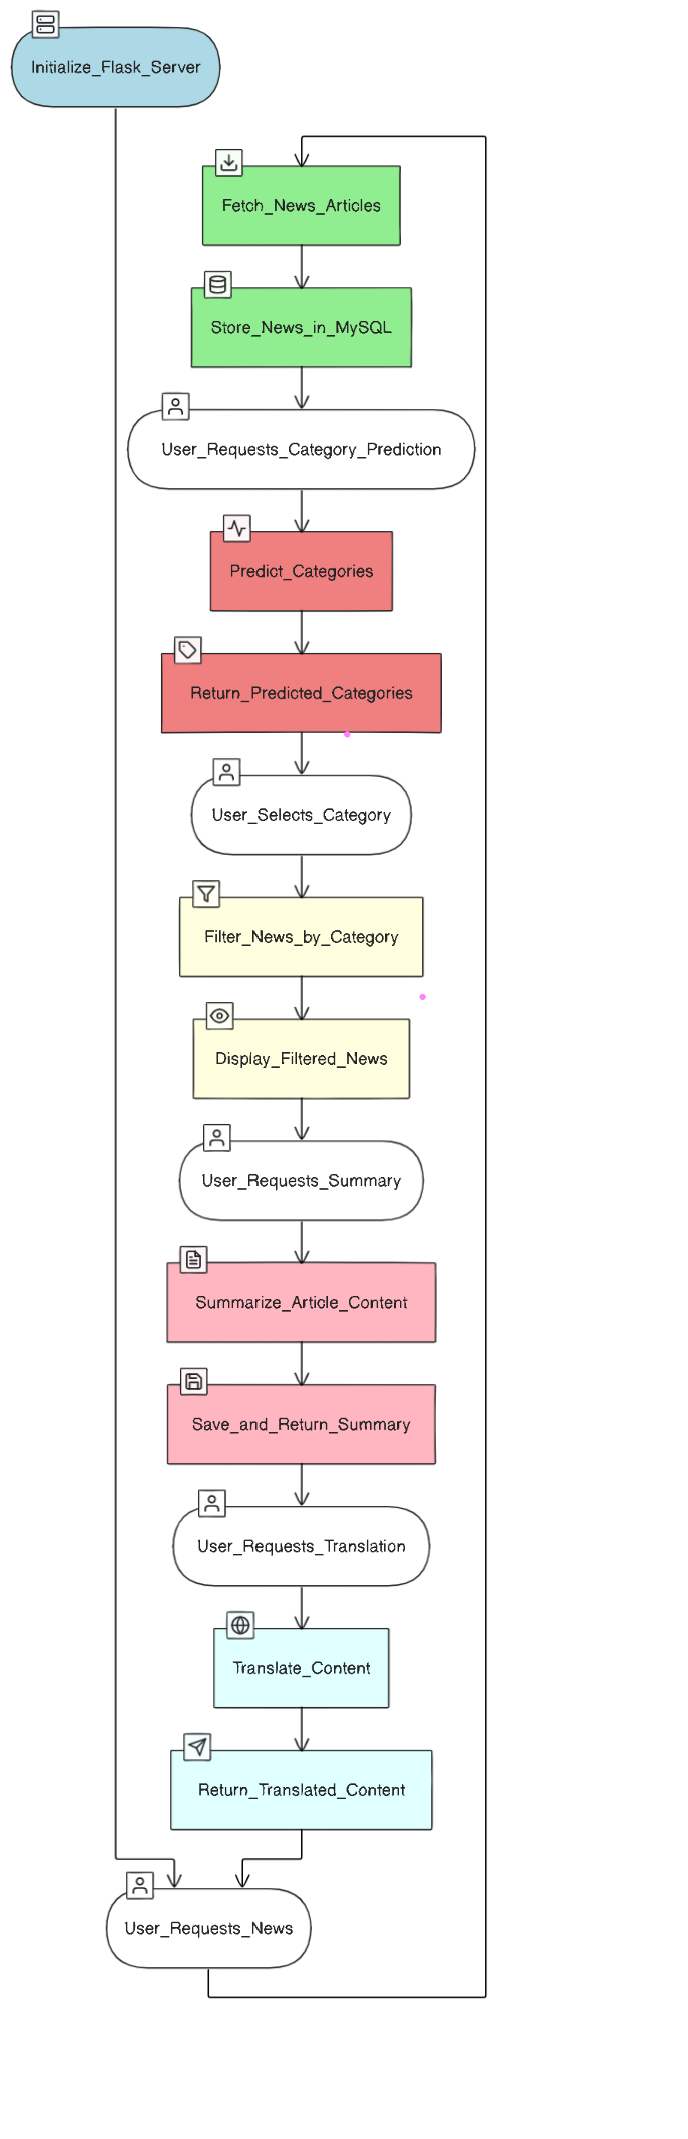 Initialize_Flask_Server
Fetch_News_Articles
Store_News_in_MySQL
User_Requests_Category_Prediction
Predict_Categories
Return_Predicted_Categories
User_Selects_Category
Filter_News_by_Category
Display_Filtered_News
User_Requests_Summary
Summarize_Article_Content
Save_and_Return_Summary
User_Requests_Translation
Translate_Content
Return_Translated_Content
User_Requests_News